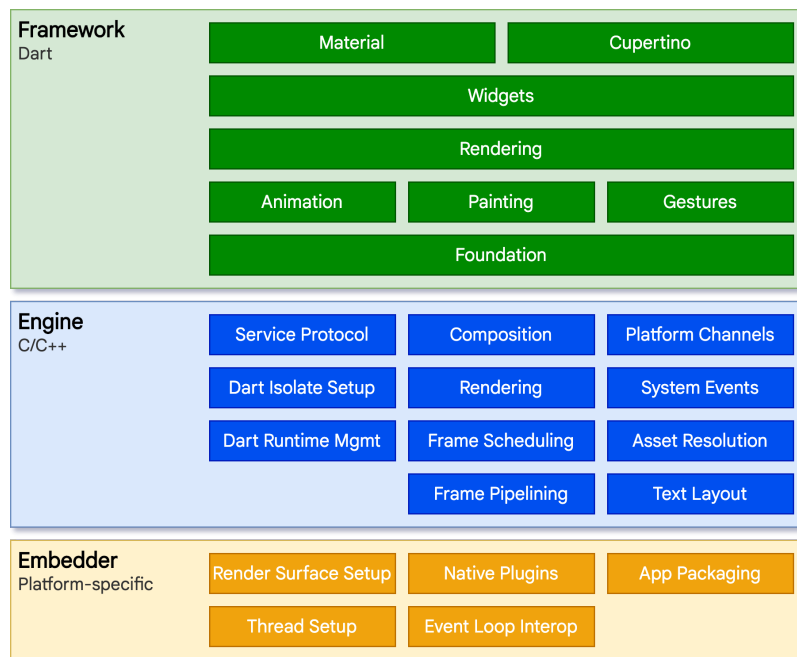 Framework
Dart
Material
Cupertino
Widgets
Rendering
Animation
Painting
Gestures
Foundation
Engine
C/C++
Service Protocol
Composition
Platform Channels
Dart Isolate Setup
Rendering
System Events
Dart Runtime Mgmt
Frame Scheduling
Asset Resolution
Frame Pipelining
Text Layout
Embedder
Platform-specific
Render Surface Setup
Native Plugins
App Packaging
Thread Setup
Event Loop Interop